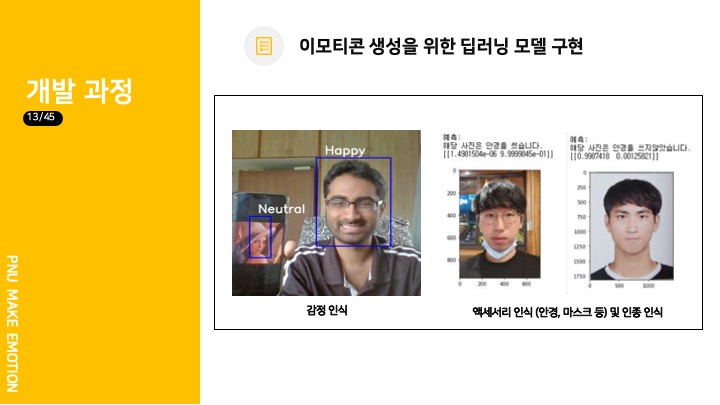 이모티콘 생성을 위한 딥러닝 모델 구현
개발 과정
13/45
PNU MAKE EMOTION
Happy
Neutral
감정 인식
예측:
해당 사진은 안경을 썼습니다.
[[1.4981504e-06 9.9999845e-01]]
0
200
400
600
800
0 200 400 600
예측:
해당 사진은 안경을 쓰지않았습니다.
[[0.9987418 0.00125821]]
0
250
500
750
1000
1250
1500
1750
0 500 1000
액세서리 인식 (안경, 마스크 등) 및 인종 인식